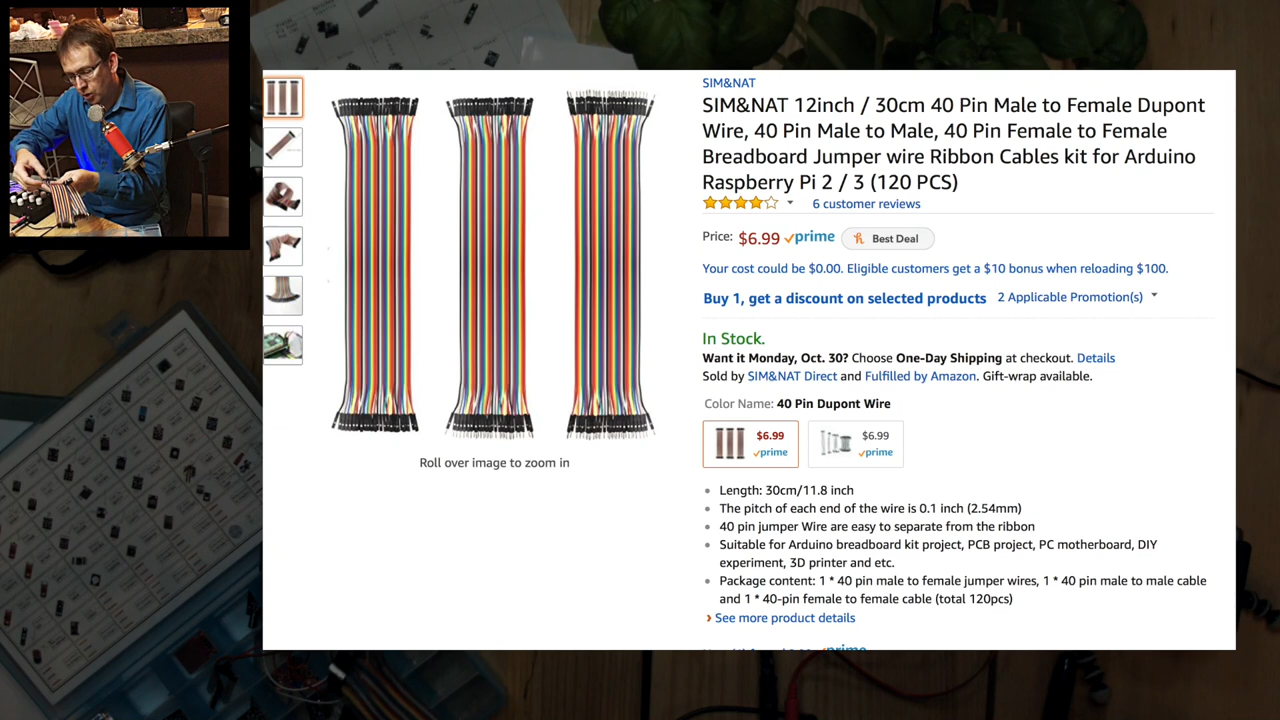 SIM&NAT
SIM&NAT 12inch / 30cm 40 Pin Male to Female Dupont
Wire, 40 Pin Male to Male, 40 Pin Female to Female
Breadboard Jumper wire Ribbon Cables kit for Arduino
Raspberry Pi 2 / 3 (120 PCS)
6 customer reviews
Price: $6.99 prime Best Deal
Your cost could be $0.00. Eligible customers get a $10 bonus when reloading $100.
Buy 1, get a discount on selected products 2 Applicable Promotion(s)
In Stock.
Want it Monday, Oct. 30? Choose One-Day Shipping at checkout. Details
Sold by SIM&NAT Direct and Fulfilled by Amazon. Gift-wrap available.
Color Name: 40 Pin Dupont Wire
$6.99 $6.99
prime prime
Roll over image to zoom in
• Length: 30cm/11.8 inch
• The pitch of each end of the wire is 0.1 inch (2.54mm)
• 40 pin jumper Wire are easy to separate from the ribbon
• Suitable for Arduino breadboard kit project, PCB project, PC motherboard, DIY
experiment, 3D printer and etc.
• Package content: 1 * 40 pin male to female jumper wires, 1 * 40 pin male to male cable
and 1 * 40-pin female to female cable (total 120pcs)
› See more product details